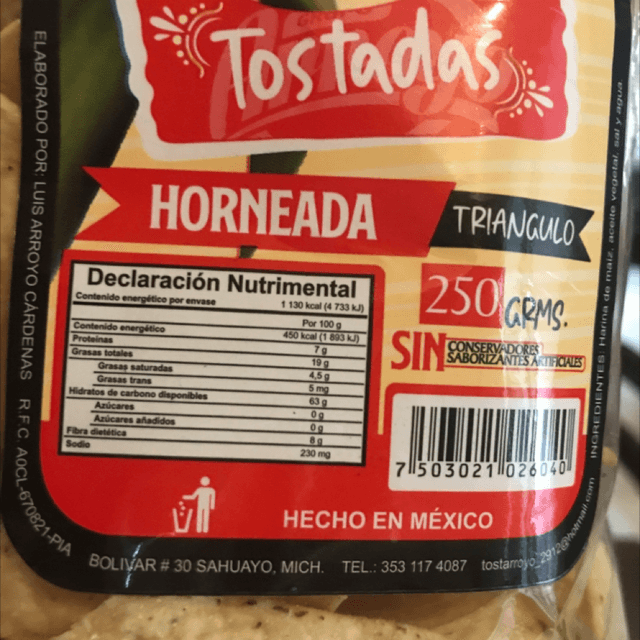 Tostadas
HORNEADA
TRIANGULO
250 GRMS.
SIN CONSERVADORES
SABORIZANTES ARTIFICIALES
Declaración Nutrimental
Contenido energético por envase 1 130 kcal (4 733 kJ)
Por 100 g
Contenido energético 450 kcal (1 893 kJ)
Proteínas 7 g
Grasas totales 19 g
Grasas saturadas 4,5 g
Grasas trans 5 mg
Hidratos de carbono disponibles 63 g
Azúcares 0 g
Azúcares añadidos 0 g
Fibra dietética 8 g
Sodio 230 mg
7 503021 026040
HECHO EN MÉXICO
ELABORADO POR: LUIS ARROYO CÁRDENAS R.F.C. AOCL-670821-PIA
BOLIVAR # 30 SAHUAYO, MICH. TEL.: 353 117 4087 tostarroyo_2912@hotmail.com
INGREDIENTES: Harina de maíz, aceite vegetal, sal y agua.